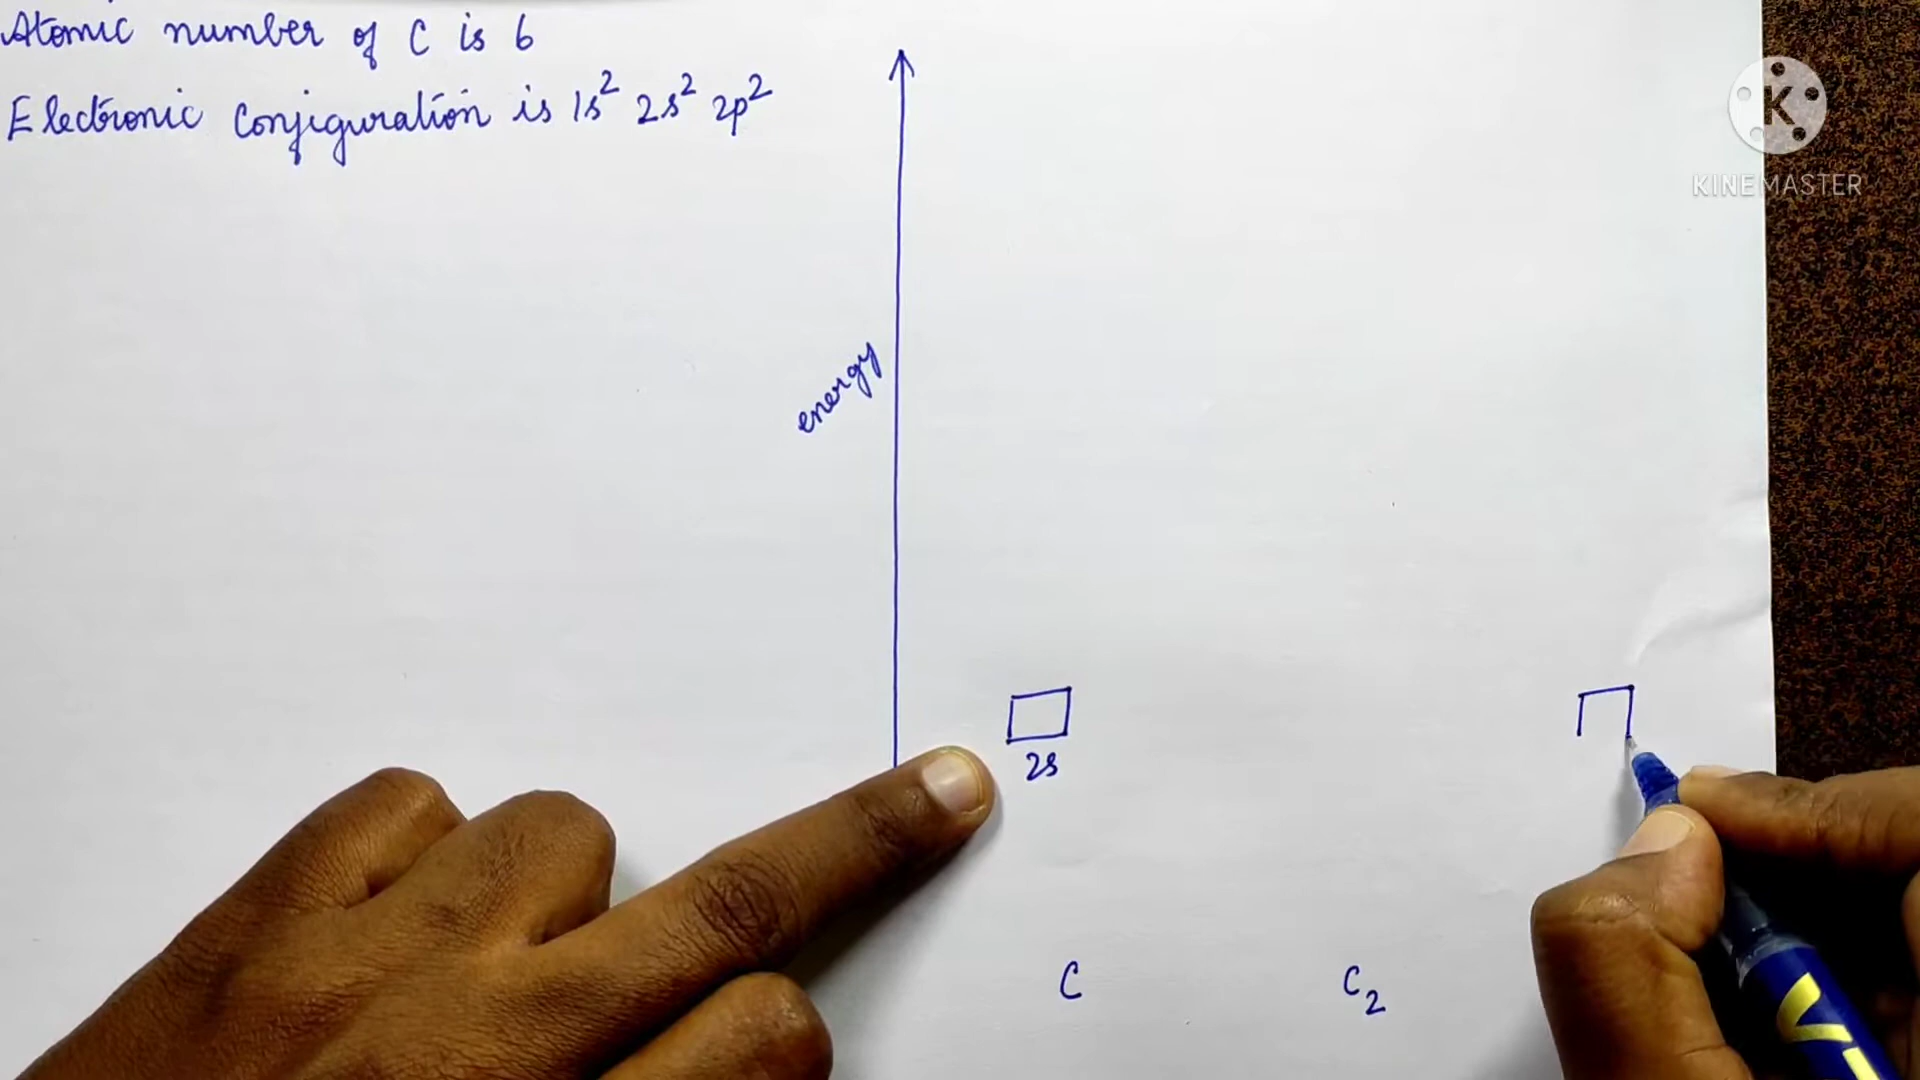 Atomic number of C is 6
Electronic Configuration is 1s² 2s² 2p²
K
KINEMASTER
energy
2s
C
C₂